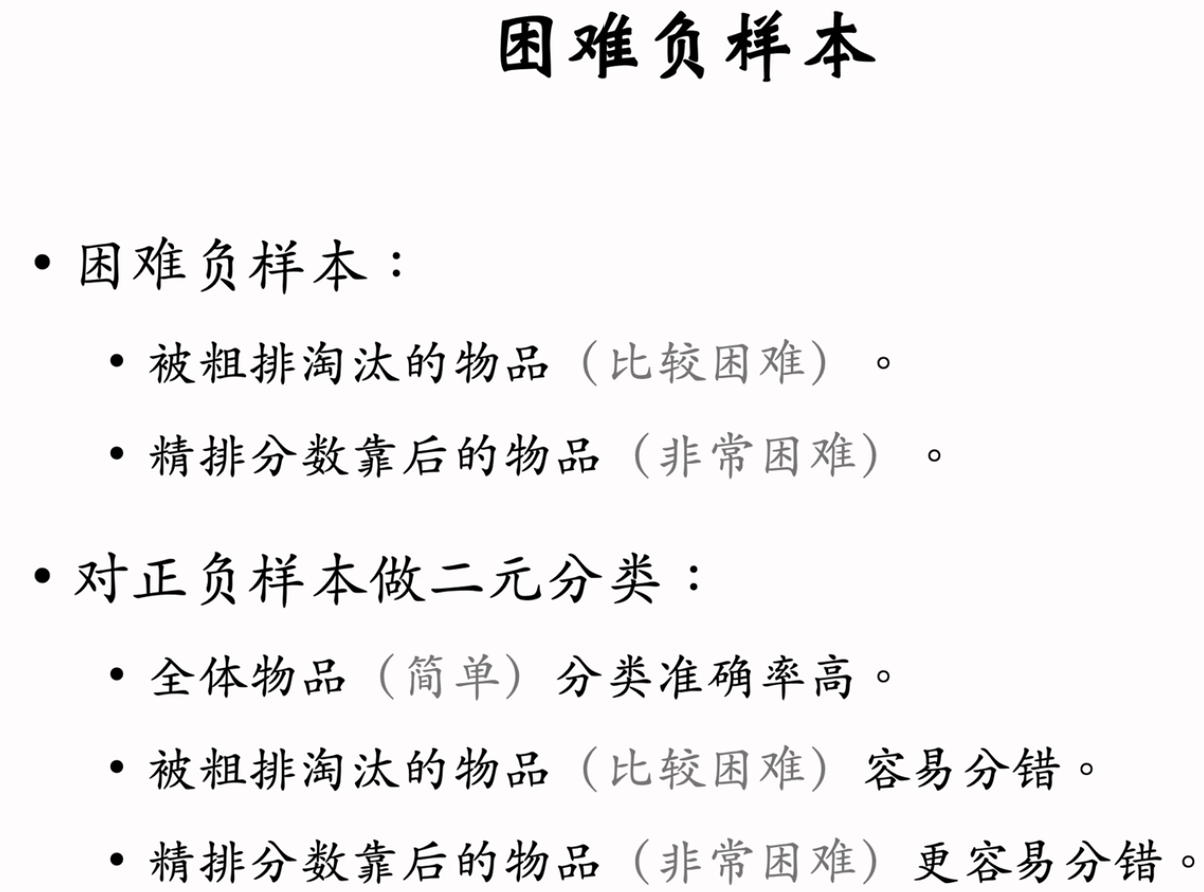 困难负样本
• 困难负样本：
• 被粗排淘汰的物品（比较困难）。
• 精排分数靠后的物品（非常困难）。
• 对正负样本做二元分类：
• 全体物品（简单）分类准确率高。
• 被粗排淘汰的物品（比较困难）容易分错。
• 精排分数靠后的物品（非常困难）更容易分错。